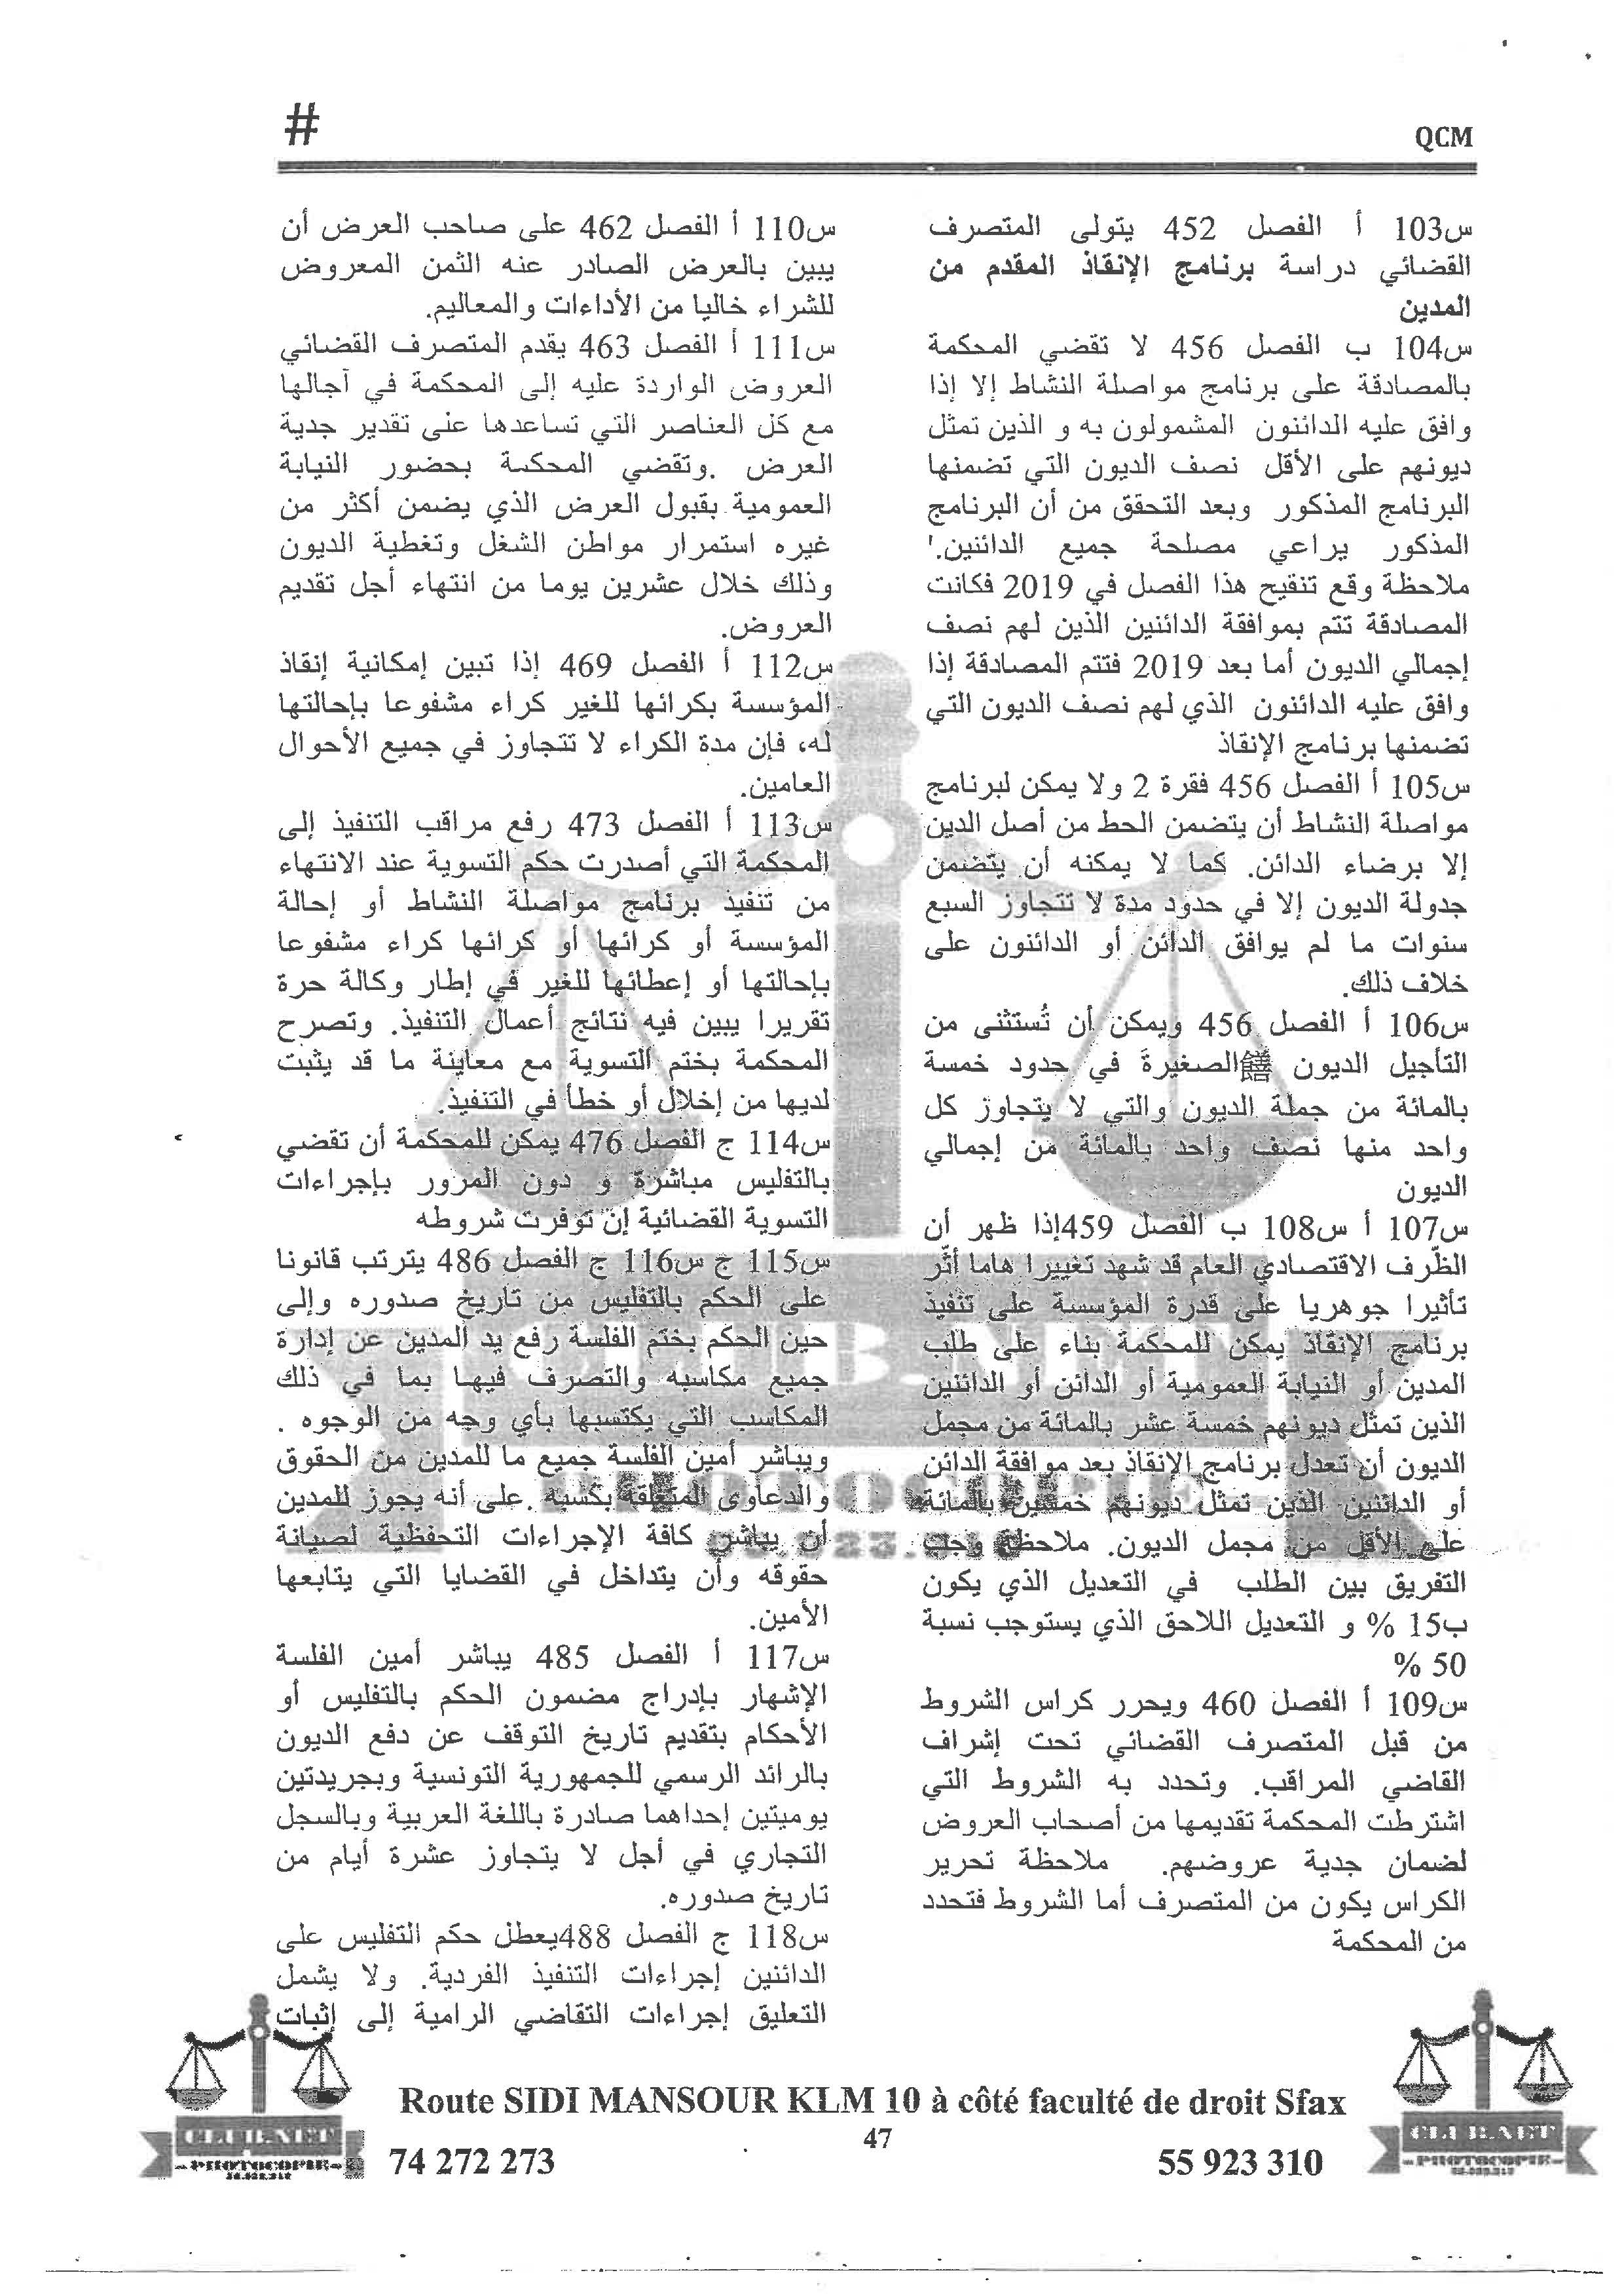 #
QCM
س103 أ الفصل 452 يتولى المتصرف
القضائي دراسة برنامج الإنقاذ المقدم من
المدين
س104 ب الفصل 456 لا تقضي المحكمة
بالمصادقة على برنامج مواصلة النشاط إلا إذا
وافق عليه الدائنون المشمولون به و الذين تمثل
ديونهم على الأقل نصف الديون التي تضمنها
البرنامج المذكور وبعد التحقق من أن البرنامج
المذكور يراعي مصلحة جميع الدائنين.'
ملاحظة وقع تنقيح هذا الفصل في 2019 فكانت
المصادقة تتم بموافقة الدائنين الذين لهم نصف
إجمالي الديون أما بعد 2019 فتتم المصادقة إذا
وافق عليه الدائنون الذي لهم نصف الديون التي
تضمنها برنامج الإنقاذ
س105 أ الفصل 456 فقرة 2 ولا يمكن لبرنامج
مواصلة النشاط أن يتضمن الحط من أصل الدين
إلا برضاء الدائن. كما لا يمكنه أن يتضمن
جدولة الديون إلا في حدود مدة لا تتجاوز السبع
سنوات ما لم يوافق الدائن أو الدائنون على
خلاف ذلك.
س106 أ الفصل 456 ويمكن أن تُستثنى من
التأجيل الديون الصغيرة في حدود خمسة
بالمائة من جملة الديون والتي لا يتجاوز كل
واحد منها نصف واحد بالمائة من إجمالي
الديون
س107 أ س108 ب الفصل 459إذا ظهر أن
الظّرف الاقتصادي العام قد شهد تغييرا هاما أثّر
تأثيرا جوهريا على قدرة المؤسسة على تنفيذ
برنامج الإنقاذ يمكن للمحكمة بناء على طلب
المدين أو النيابة العمومية أو الدائن أو الدائنين
الذين تمثل ديونهم خمسة عشر بالمائة من مجمل
الديون أن تعدل برنامج الإنقاذ بعد موافقة الدائن
أو الدائنين الذين تمثل ديونهم خمسين بالمائة
على الأقل من مجمل الديون. ملاحظة وجب
التفريق بين الطلب في التعديل الذي يكون
ب15 % و التعديل اللاحق الذي يستوجب نسبة
50 %
س109 أ الفصل 460 ويحرر كراس الشروط
من قبل المتصرف القضائي تحت إشراف
القاضي المراقب. وتحدد به الشروط التي
اشترطت المحكمة تقديمها من أصحاب العروض
لضمان جدية عروضهم. ملاحظة تحرير
الكراس يكون من المتصرف أما الشروط فتحدد
من المحكمة
س110 أ الفصل 462 على صاحب العرض أن
يبين بالعرض الصادر عنه الثمن المعروض
للشراء خاليا من الأداءات والمعاليم.
س111 أ الفصل 463 يقدم المتصرف القضائي
العروض الواردة عليه إلى المحكمة في آجالها
مع كل العناصر التي تساعدها على تقدير جدية
العرض .وتقضي المحكمة بحضور النيابة
العمومية بقبول العرض الذي يضمن أكثر من
غيره استمرار مواطن الشغل وتغطية الديون
وذلك خلال عشرين يوما من انتهاء أجل تقديم
العروض.
س112 أ الفصل 469 إذا تبين إمكانية إنقاذ
المؤسسة بكرائها للغير كراء مشفوعا بإحالتها
له، فإن مدة الكراء لا تتجاوز في جميع الأحوال
العامين.
س113 أ الفصل 473 رفع مراقب التنفيذ إلى
المحكمة التي أصدرت حكم التسوية عند الانتهاء
من تنفيذ برنامج مواصلة النشاط أو إحالة
المؤسسة أو كرائها أو كرائها كراء مشفوعا
بإحالتها أو إعطائها للغير في إطار وكالة حرة
تقريرا يبين فيه نتائج أعمال التنفيذ. وتصرح
المحكمة بختم التسوية مع معاينة ما قد يثبت
لديها من إخلال أو خطأ في التنفيذ.
س114 ج الفصل 476 يمكن للمحكمة أن تقضي
بالتفليس مباشرة و دون المرور بإجراءات
التسوية القضائية إن توفرت شروطه
س115 ج س116 ج الفصل 486 يترتب قانونا
على الحكم بالتفليس من تاريخ صدوره وإلى
حين الحكم بختم الفلسة رفع يد المدين عن إدارة
جميع مكاسبه والتصرف فيها بما في ذلك
المكاسب التي يكتسبها بأي وجه من الوجوه .
ويباشر أمين الفلسة جميع ما للمدين من الحقوق
والدعاوى المتعلقة بكسبه .على أنه يجوز للمدين
أن يباشر كافة الإجراءات التحفظية لصيانة
حقوقه وأن يتداخل في القضايا التي يتابعها
الأمين.
س117 أ الفصل 485 يباشر أمين الفلسة
الإشهار بإدراج مضمون الحكم بالتفليس أو
الأحكام بتقديم تاريخ التوقف عن دفع الديون
بالرائد الرسمي للجمهورية التونسية وبجريدتين
يوميتين إحداهما صادرة باللغة العربية وبالسجل
التجاري في أجل لا يتجاوز عشرة أيام من
تاريخ صدوره.
س118 ج الفصل 488يعطل حكم التفليس على
الدائنين إجراءات التنفيذ الفردية. ولا يشمل
التعليق إجراءات التقاضي الرامية إلى إثبات
Route SIDI MANSOUR KLM 10 à côté faculté de droit Sfax
47
74 272 273
55 923 310
CLUB.NET
PHOTOCOPIE
CLUB.NET
PHOTOCOPIE